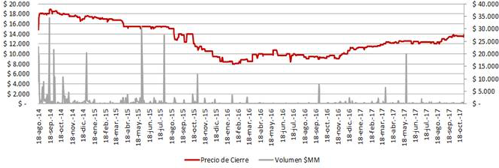 $ 20.000
$ 18.000
$ 16.000
$ 14.000
$ 12.000
$ 10.000
$ 8.000
$ 6.000
$ 4.000
$ 2.000
$ -
$ 40.000
$ 35.000
$ 30.000
$ 25.000
$ 20.000
$ 15.000
$ 10.000
$ 5.000
$ -
18-ago.-14
18-sep.-14
18-oct.-14
18-nov.-14
18-dic.-14
18-ene.-15
18-feb.-15
18-mar.-15
18-abr.-15
18-may.-15
18-jun.-15
18-jul.-15
18-ago.-15
18-sep.-15
18-oct.-15
18-nov.-15
18-dic.-15
18-ene.-16
18-feb.-16
18-mar.-16
18-abr.-16
18-may.-16
18-jun.-16
18-jul.-16
18-ago.-16
18-sep.-16
18-oct.-16
18-nov.-16
18-dic.-16
18-ene.-17
18-feb.-17
18-mar.-17
18-abr.-17
18-may.-17
18-jun.-17
18-jul.-17
18-ago.-17
18-sep.-17
18-oct.-17
Precio de Cierre
Volumen $MM